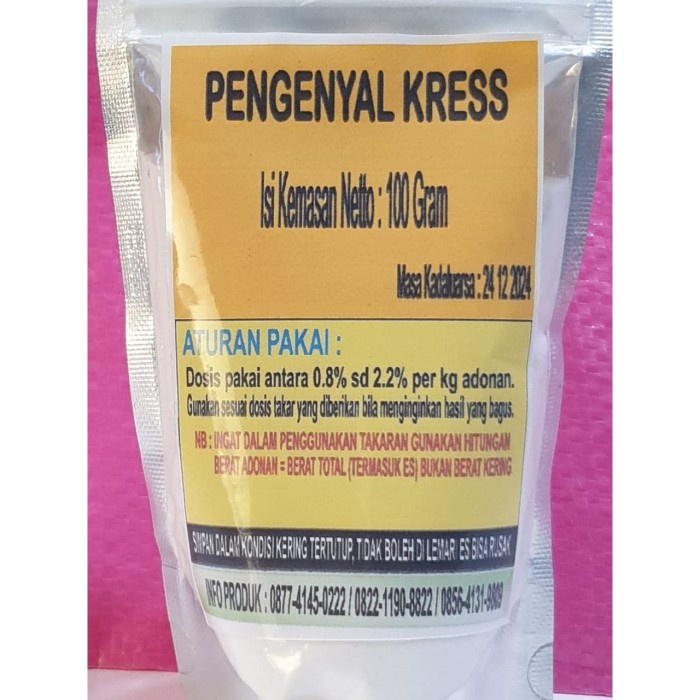 PENGENYAL KRESS
Isi Kemasan Netto : 100 Gram
Masa Kadaluarsa : 24 12 2024
ATURAN PAKAI :
Dosis pakai antara 0.8% sd 2.2% per kg adonan.
Gunakan sesuai dosis takar yang diberikan bila menginginkan hasil yang bagus.
NB : INGAT DALAM PENGGUNAKAN TAKARAN GUNAKAN HITUNGAN
BERAT ADONAN = BERAT TOTAL (TERMASUK ES) BUKAN BERAT KERING
SIMPAN DALAM KONDISI KERING TERTUTUP, TIDAK BOLEH DI LEMARI ES BISA RUSAK
INFO PRODUK : 0877-4145-0222 / 0822-1190-8822 / 0856-4131-9809